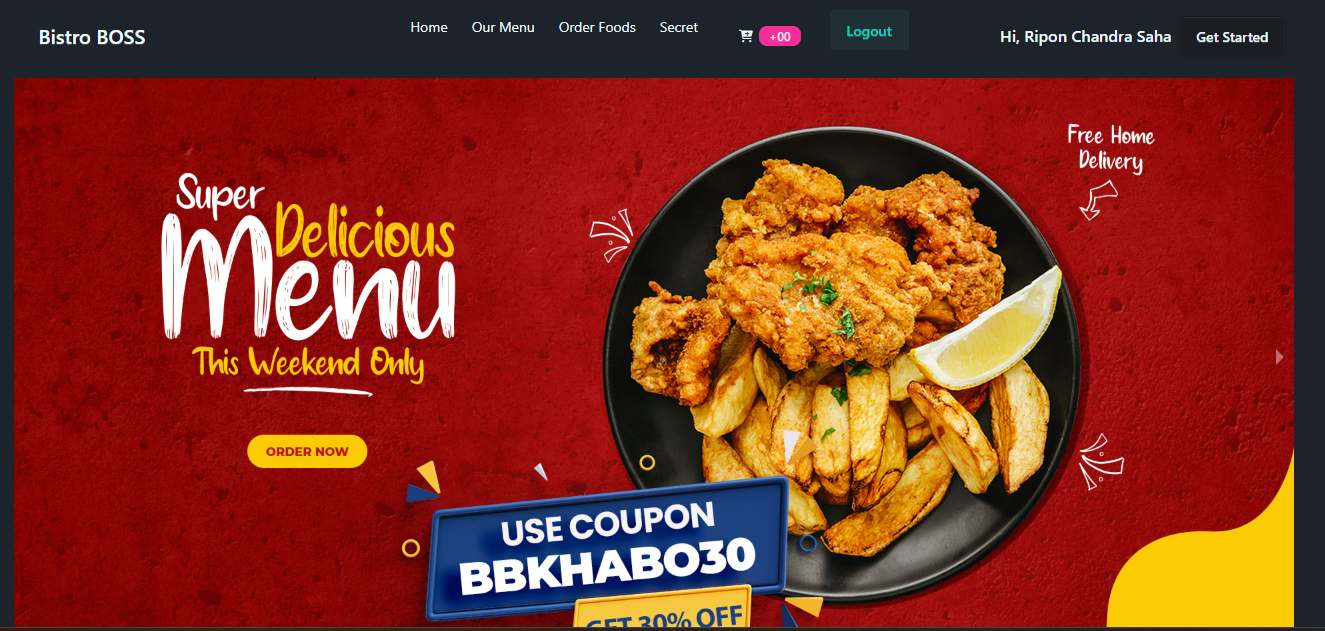 Bistro BOSS
Home
Our Menu
Order Foods
Secret
+00
Logout
Hi, Ripon Chandra Saha
Get Started
Super
Delicious
Menu
This Weekend Only
ORDER NOW
Free Home
Delivery
USE COUPON
BBKHABO30
GET 30% OFF